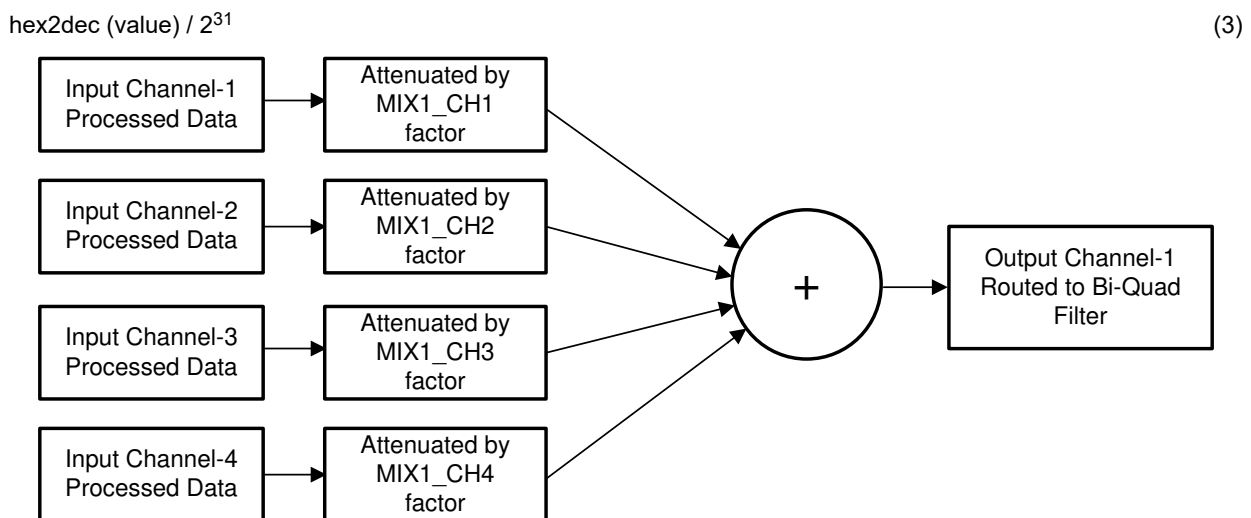 hex2dec (value) / 2³¹ (3)
Input Channel-1
Processed Data
Attenuated by
MIX1_CH1
factor
Input Channel-2
Processed Data
Attenuated by
MIX1_CH2
factor
Input Channel-3
Processed Data
Attenuated by
MIX1_CH3
factor
Input Channel-4
Processed Data
Attenuated by
MIX1_CH4
factor
+
Output Channel-1
Routed to Bi-Quad
Filter